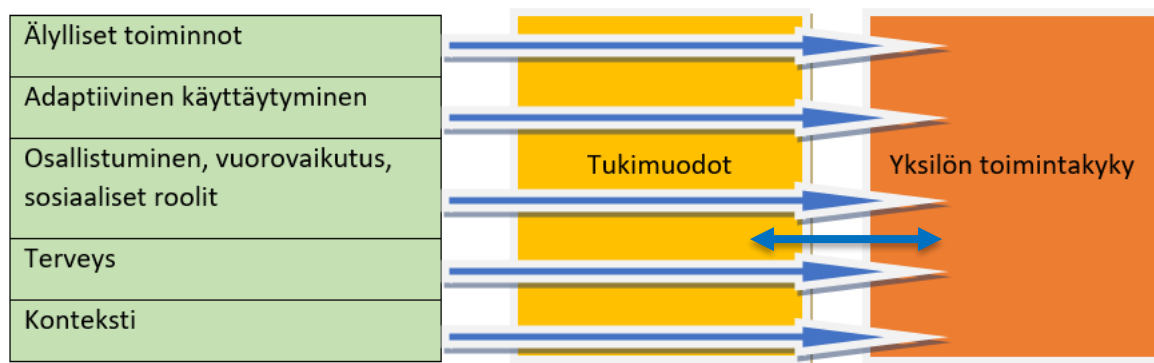 Älylliset toiminnot
Adaptiivinen käyttäytyminen
Osallistuminen, vuorovaikutus,
sosiaaliset roolit
Terveys
Konteksti
Tukimuodot
Yksilön toimintakyky